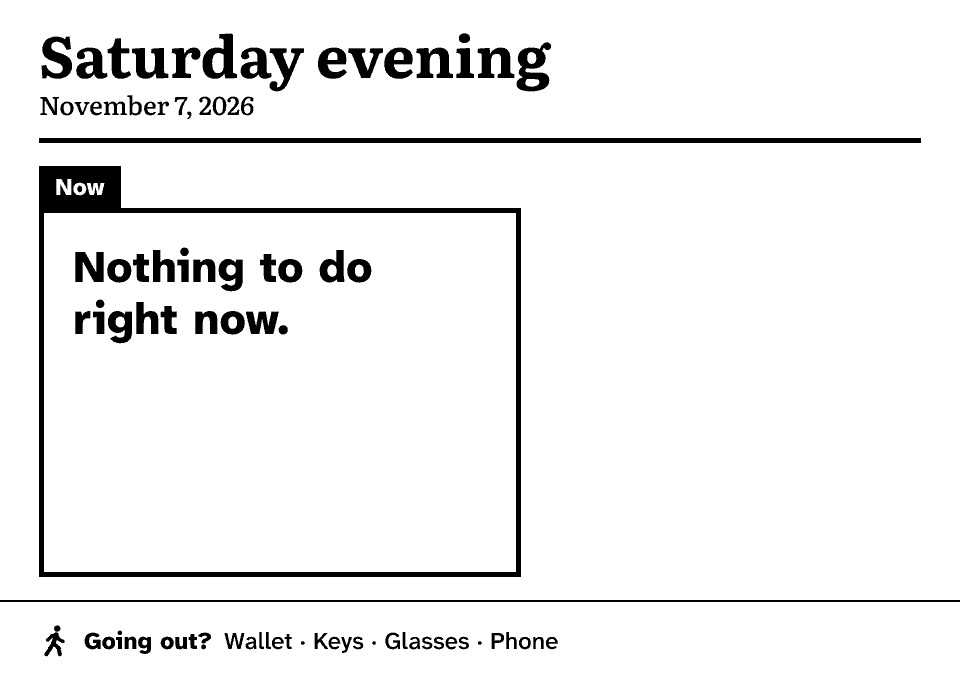 Saturday evening
November 7, 2026
Now
Nothing to do
right now.
Going out? Wallet · Keys · Glasses · Phone